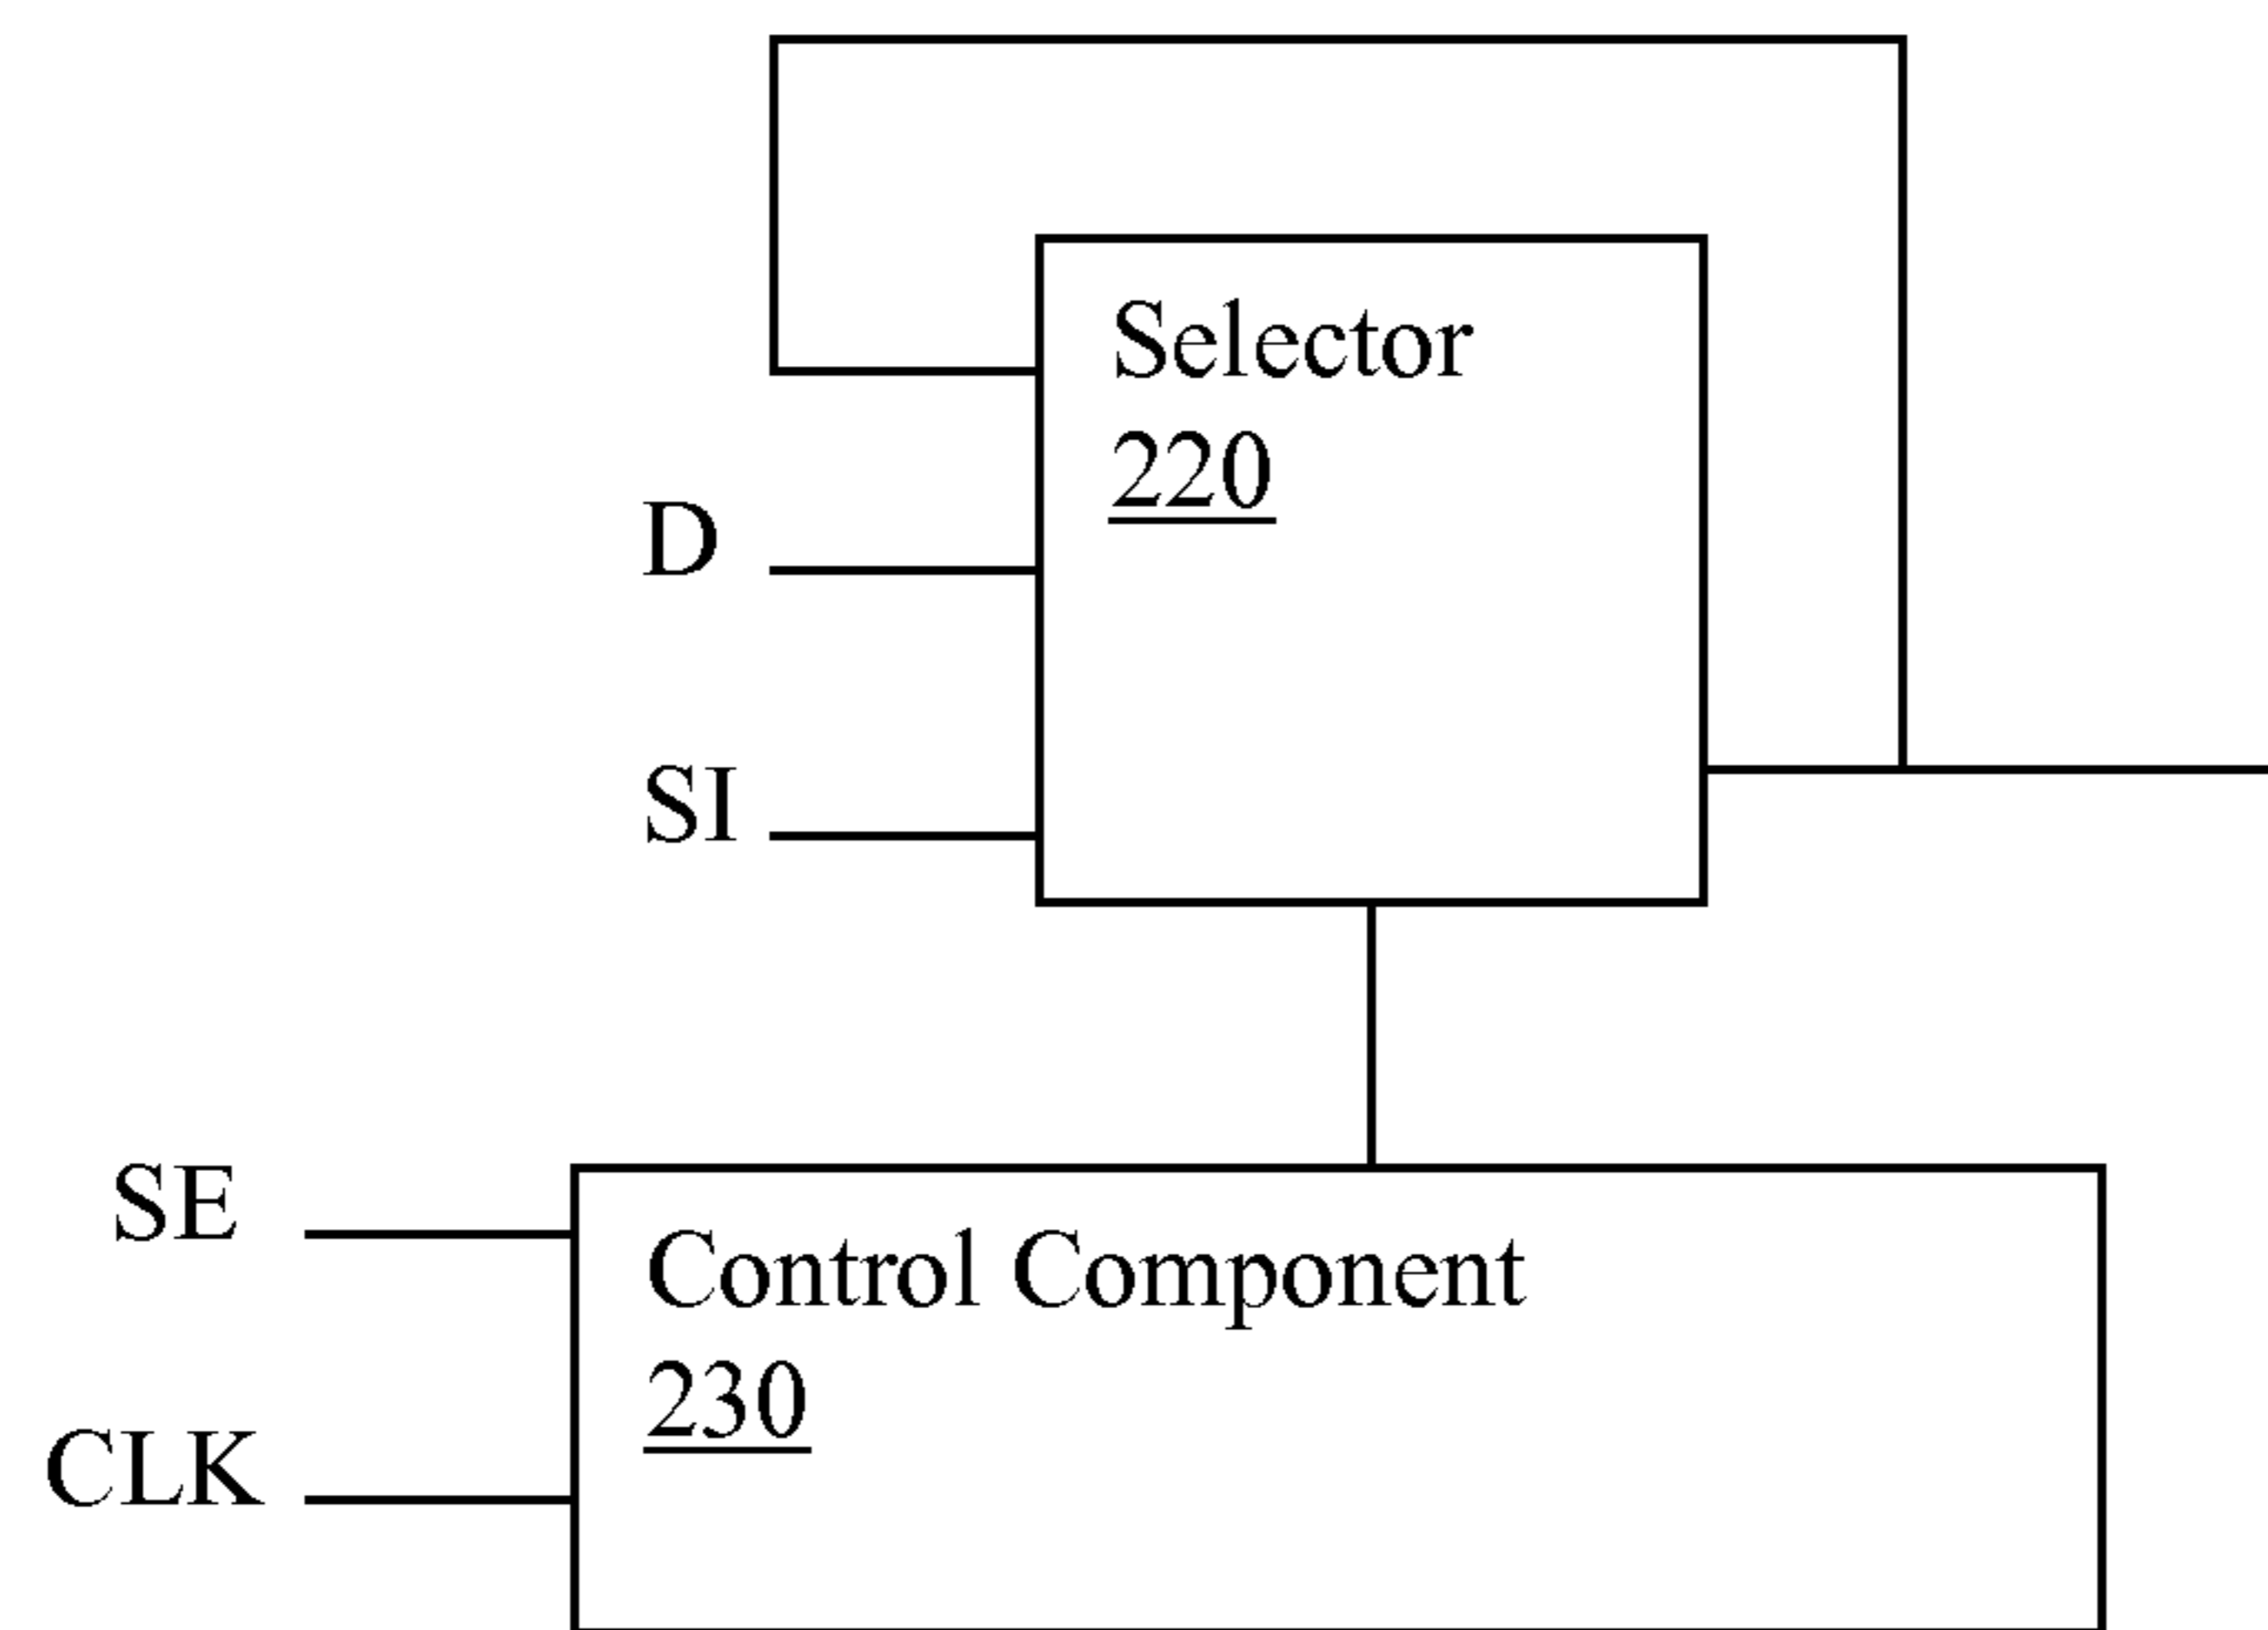 Selector
220
D
SI
SE
Control Component
230
CLK